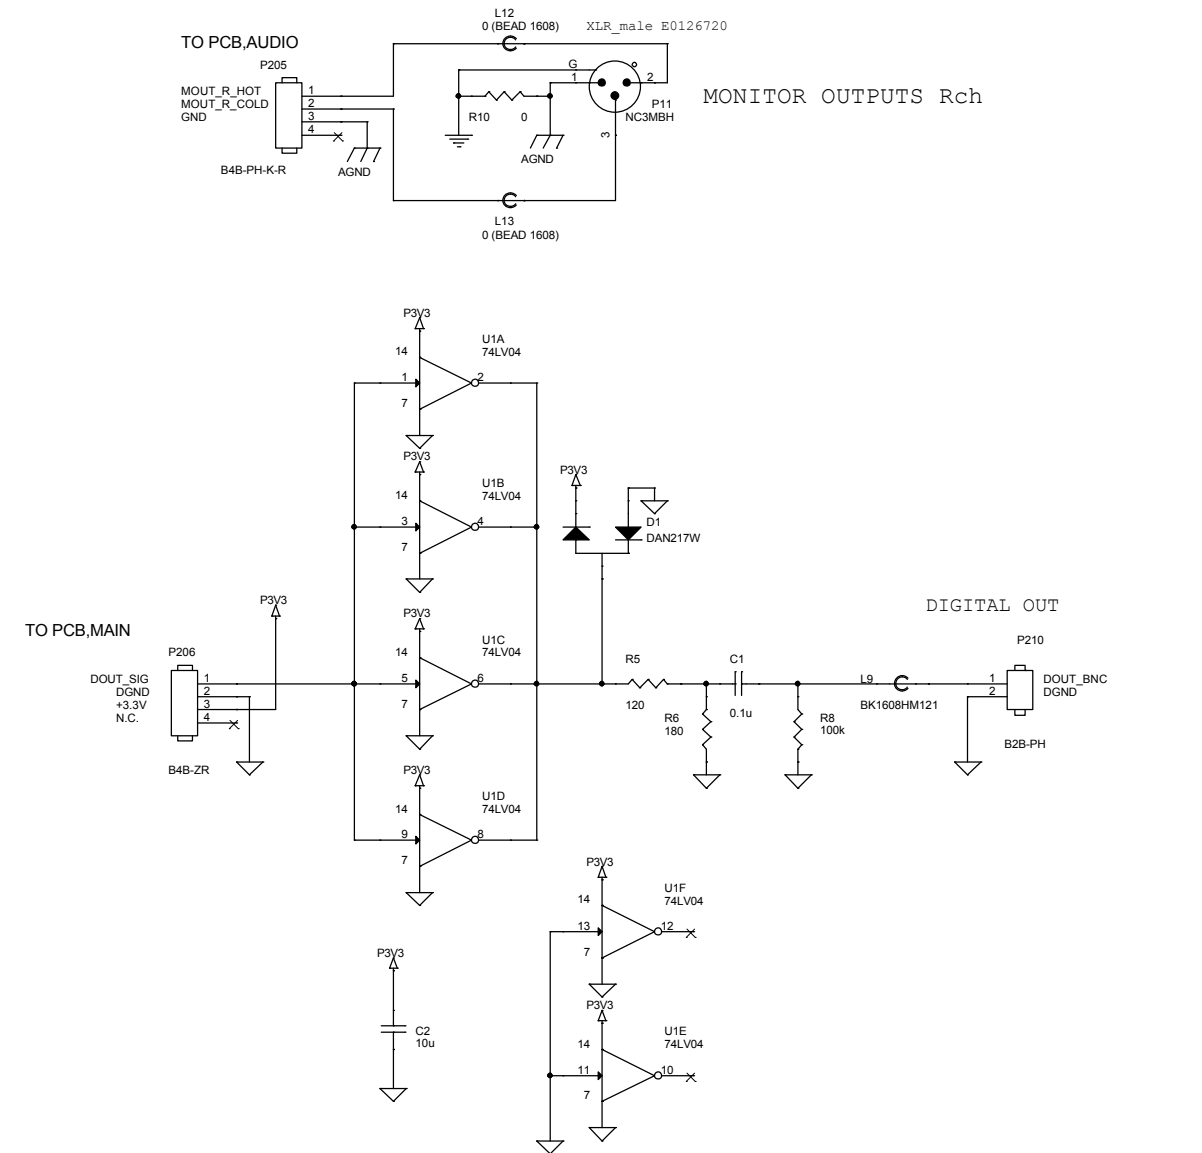 L12
0 (BEAD 1608)
XLR_male E0126720
TO PCB,AUDIO
P205
MOUT_R_HOT
MOUT_R_COLD
GND
1
2
3
4
B4B-PH-K-R
AGND
G
1
2
3
R10
0
AGND
P11
NC3MBH
MONITOR OUTPUTS Rch
L13
0 (BEAD 1608)
P3V3
14
1
7
2
U1A
74LV04
P3V3
14
3
7
4
U1B
74LV04
P3V3
D1
DAN217W
P3V3
14
5
7
6
U1C
74LV04
TO PCB,MAIN
P3V3
P206
DOUT_SIG
DGND
+3.3V
N.C.
1
2
3
4
B4B-ZR
R5
120
R6
180
C1
0.1u
R8
100k
L9
BK1608HM121
DIGITAL OUT
P210
1
2
DOUT_BNC
DGND
B2B-PH
P3V3
14
9
7
8
U1D
74LV04
P3V3
14
13
7
12
U1F
74LV04
P3V3
C2
10u
P3V3
14
11
7
10
U1E
74LV04